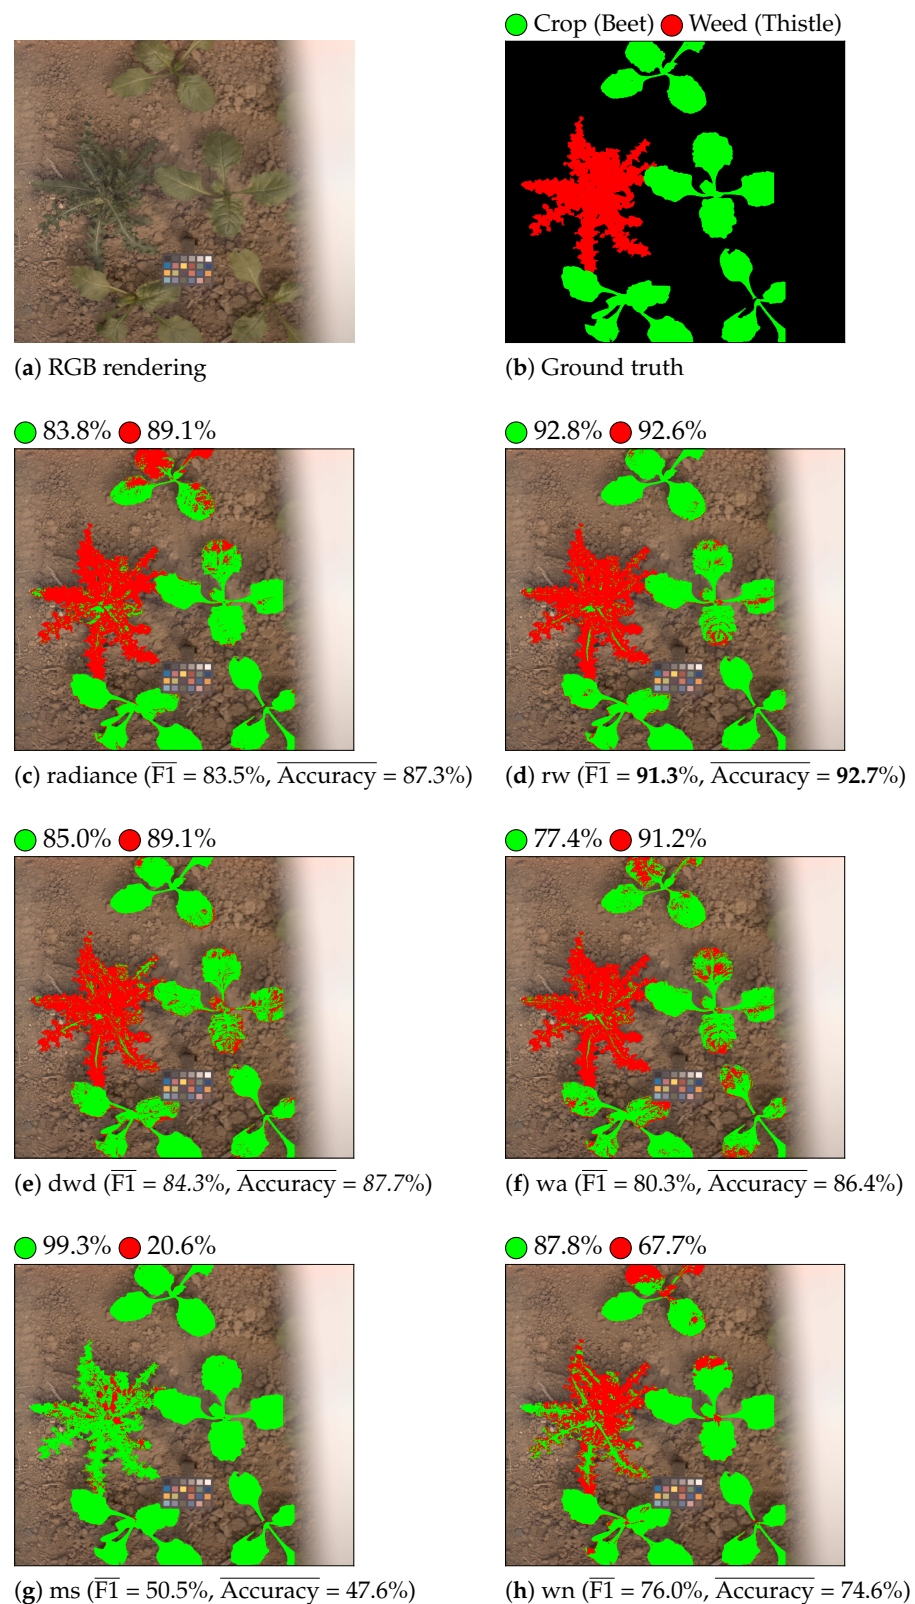 Crop (Beet) Weed (Thistle)
(a) RGB rendering
(b) Ground truth
83.8% 89.1%
92.8% 92.6%
(c) radiance (F1 = 83.5%, Accuracy = 87.3%)
(d) rw (F1 = 91.3%, Accuracy = 92.7%)
85.0% 89.1%
77.4% 91.2%
(e) dwd (F1 = 84.3%, Accuracy = 87.7%)
(f) wa (F1 = 80.3%, Accuracy = 86.4%)
99.3% 20.6%
87.8% 67.7%
(g) ms (F1 = 50.5%, Accuracy = 47.6%)
(h) wn (F1 = 76.0%, Accuracy = 74.6%)